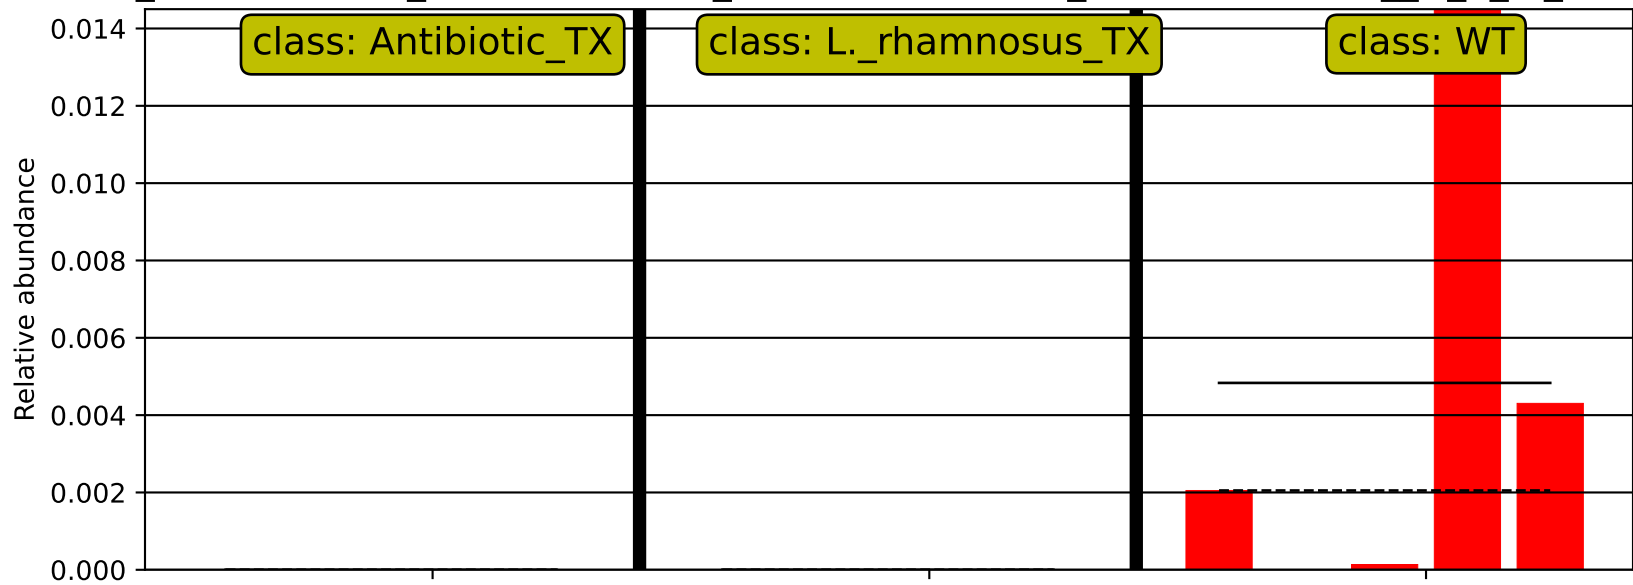 class: Antibiotic_TX
class: L._rhamnosus_TX
class: WT
Relative abundance
0.014
0.012
0.010
0.008
0.006
0.004
0.002
0.000